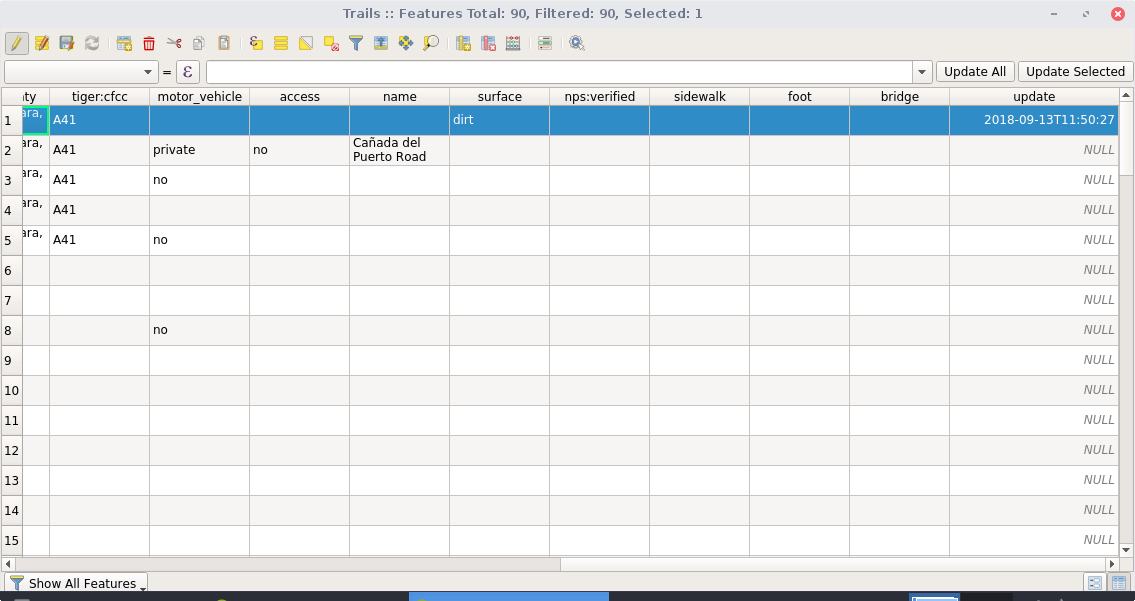 Trails :: Features Total: 90, Filtered: 90, Selected: 1
= ε Update All Update Selected
ty tiger:cfcc motor_vehicle access name surface nps:verified sidewalk foot bridge update
1 ara, A41 dirt 2018-09-13T11:50:27
2 ara, A41 private no Cañada del Puerto Road NULL
3 ara, A41 no NULL
4 ara, A41 NULL
5 ara, A41 no NULL
6 NULL
7 NULL
8 no NULL
9 NULL
10 NULL
11 NULL
12 NULL
13 NULL
14 NULL
15 NULL
Show All Features